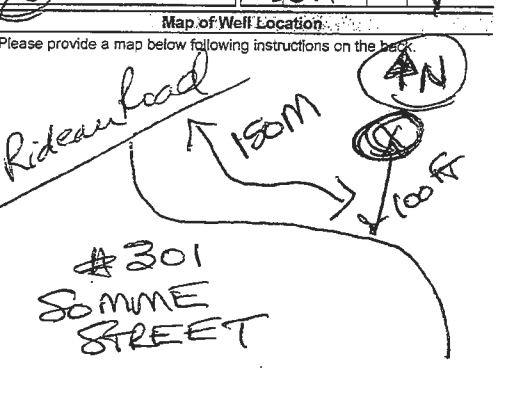 Map of Well Location
Please provide a map below following instructions on the back.
N
Rideau Road
150M
X
100 ft
#301
SOMME
STREET